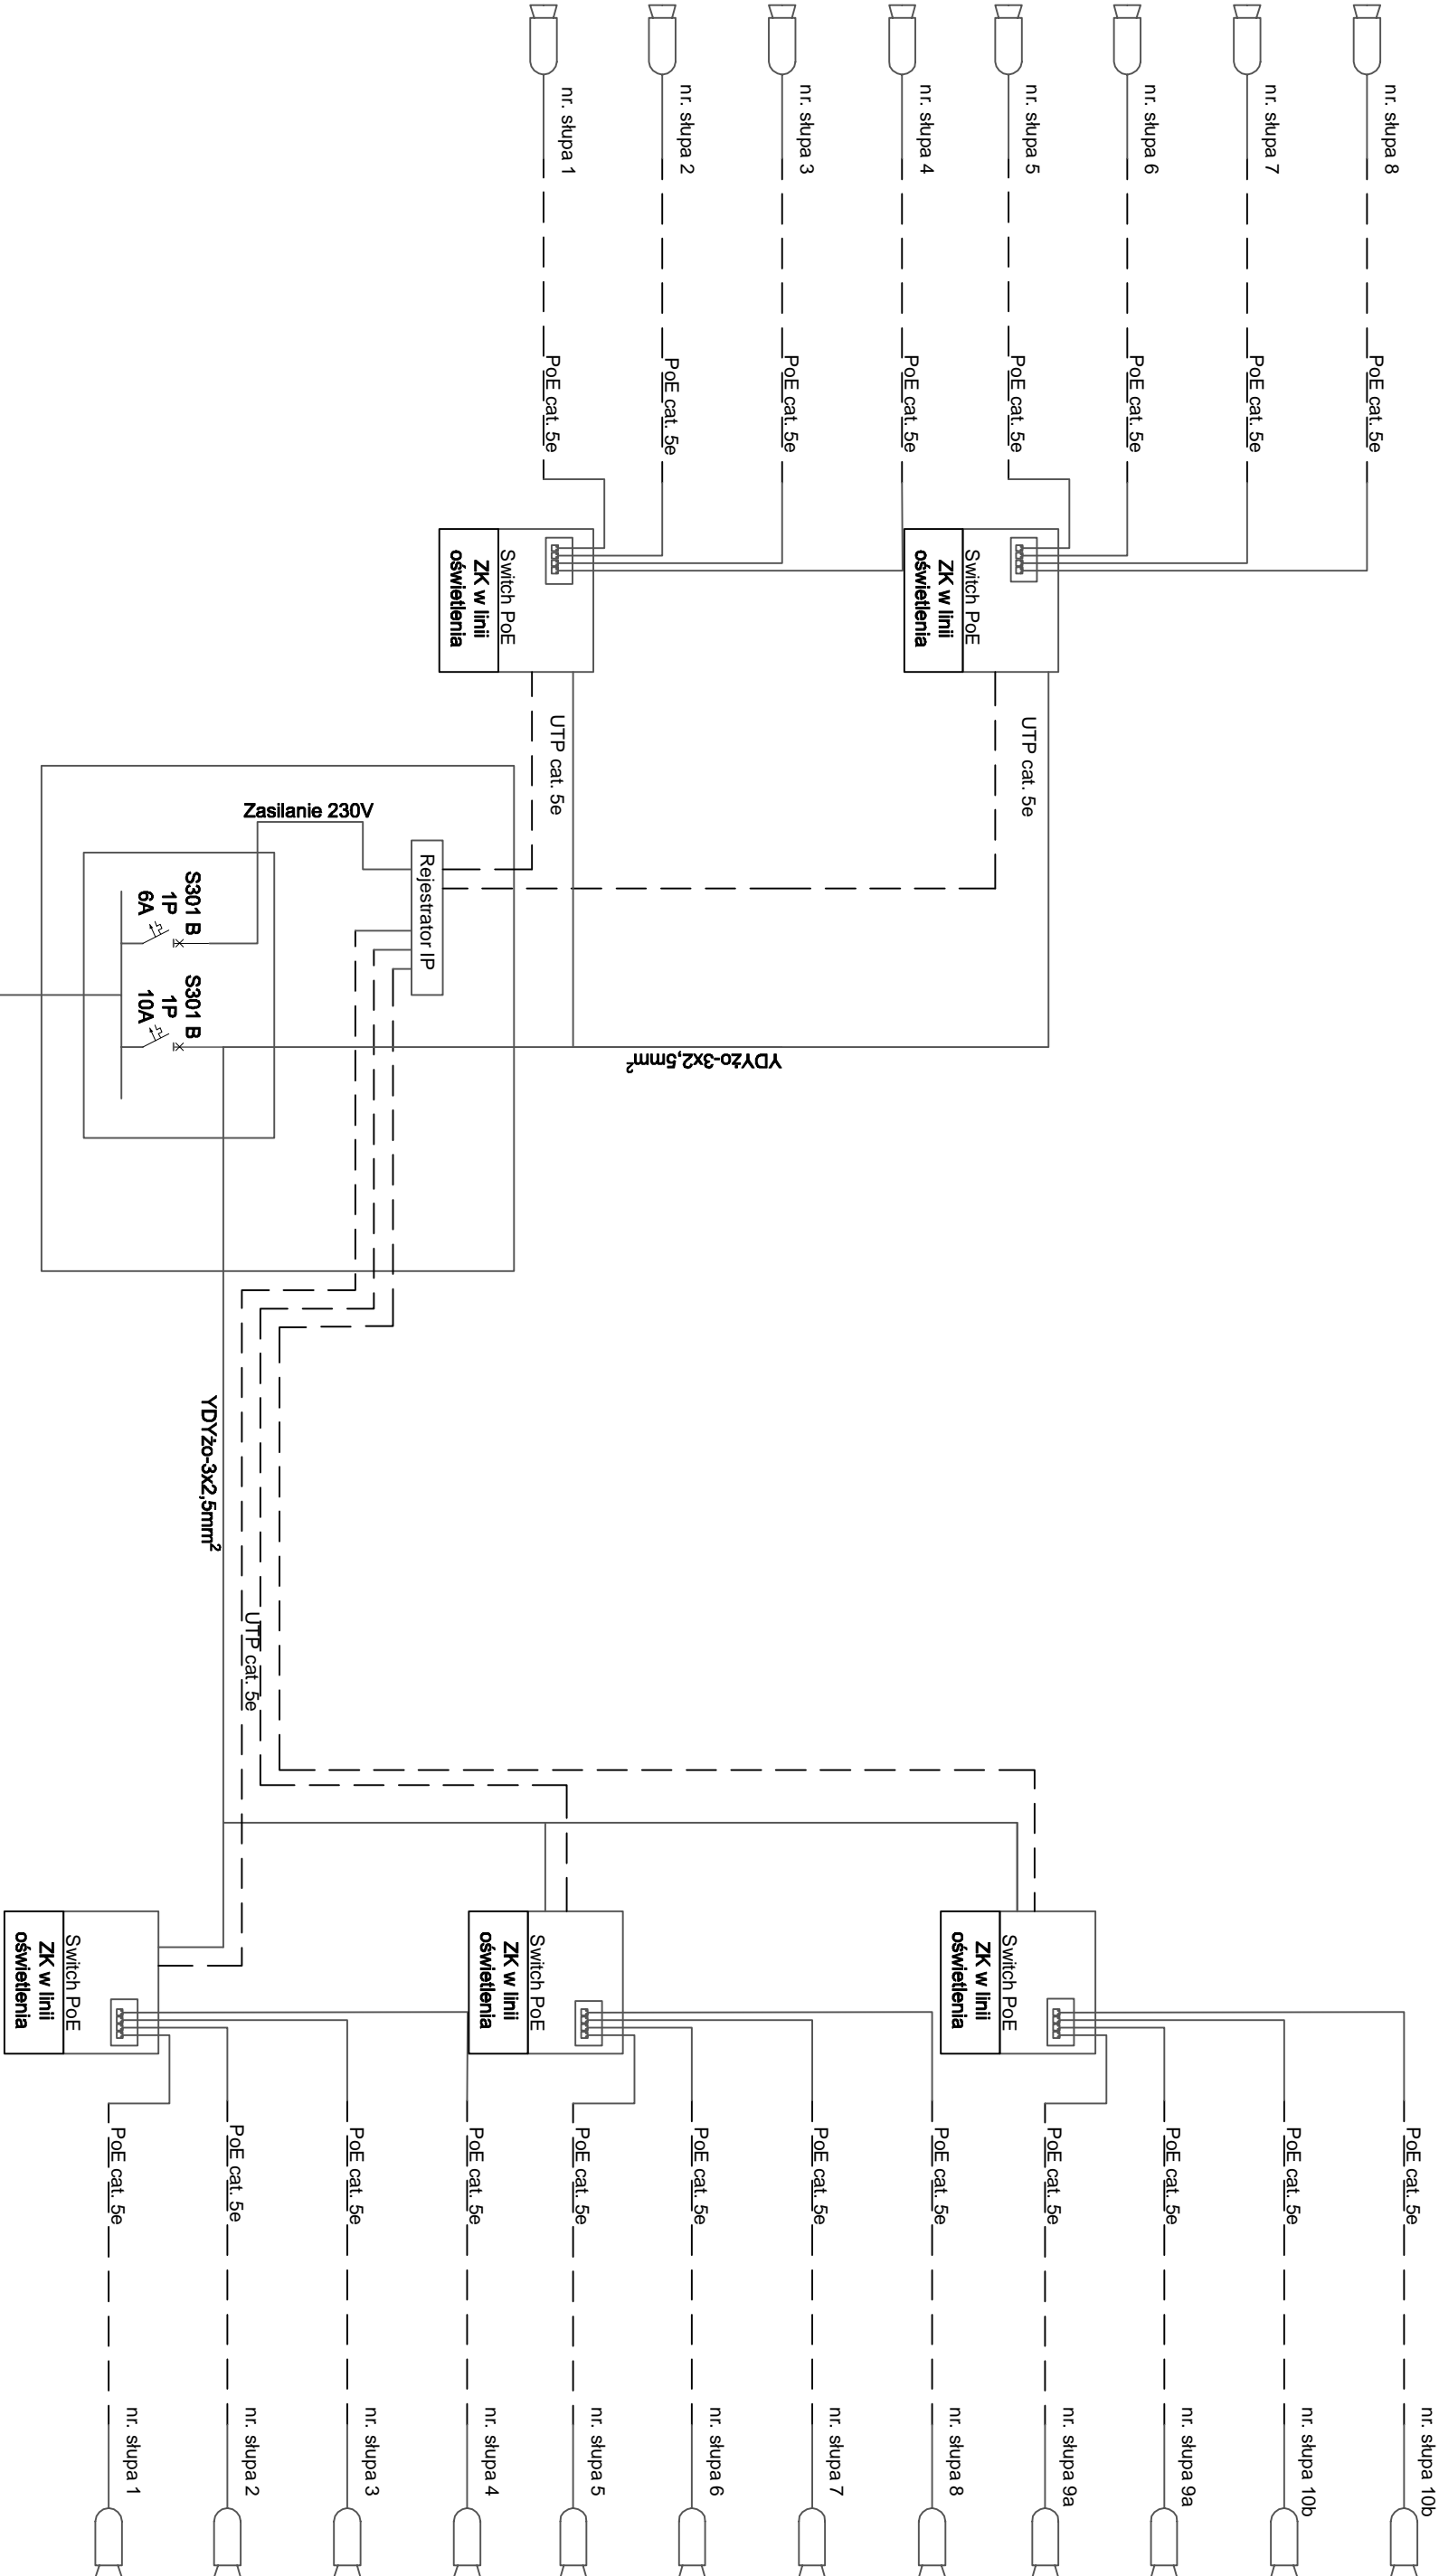 nr. słupa 1
nr. słupa 2
nr. słupa 3
nr. słupa 4
nr. słupa 5
nr. słupa 6
nr. słupa 7
nr. słupa 8
PoE cat. 5e
PoE cat. 5e
PoE cat. 5e
PoE cat. 5e
PoE cat. 5e
PoE cat. 5e
PoE cat. 5e
PoE cat. 5e
Switch PoE
ZK w linii
oświetlenia
Switch PoE
ZK w linii
oświetlenia
UTP cat. 5e
UTP cat. 5e
Zasilanie 230V
Rejestrator IP
S301 B
1P
6A
S301 B
1P
10A
YDYżo-3x2,5mm²
YDYżo-3x2,5mm²
UTP cat. 5e
Switch PoE
ZK w linii
oświetlenia
Switch PoE
ZK w linii
oświetlenia
Switch PoE
ZK w linii
oświetlenia
PoE cat. 5e
PoE cat. 5e
PoE cat. 5e
PoE cat. 5e
PoE cat. 5e
PoE cat. 5e
PoE cat. 5e
PoE cat. 5e
PoE cat. 5e
PoE cat. 5e
PoE cat. 5e
PoE cat. 5e
nr. słupa 1
nr. słupa 2
nr. słupa 3
nr. słupa 4
nr. słupa 5
nr. słupa 6
nr. słupa 7
nr. słupa 8
nr. słupa 9a
nr. słupa 9a
nr. słupa 10b
nr. słupa 10b